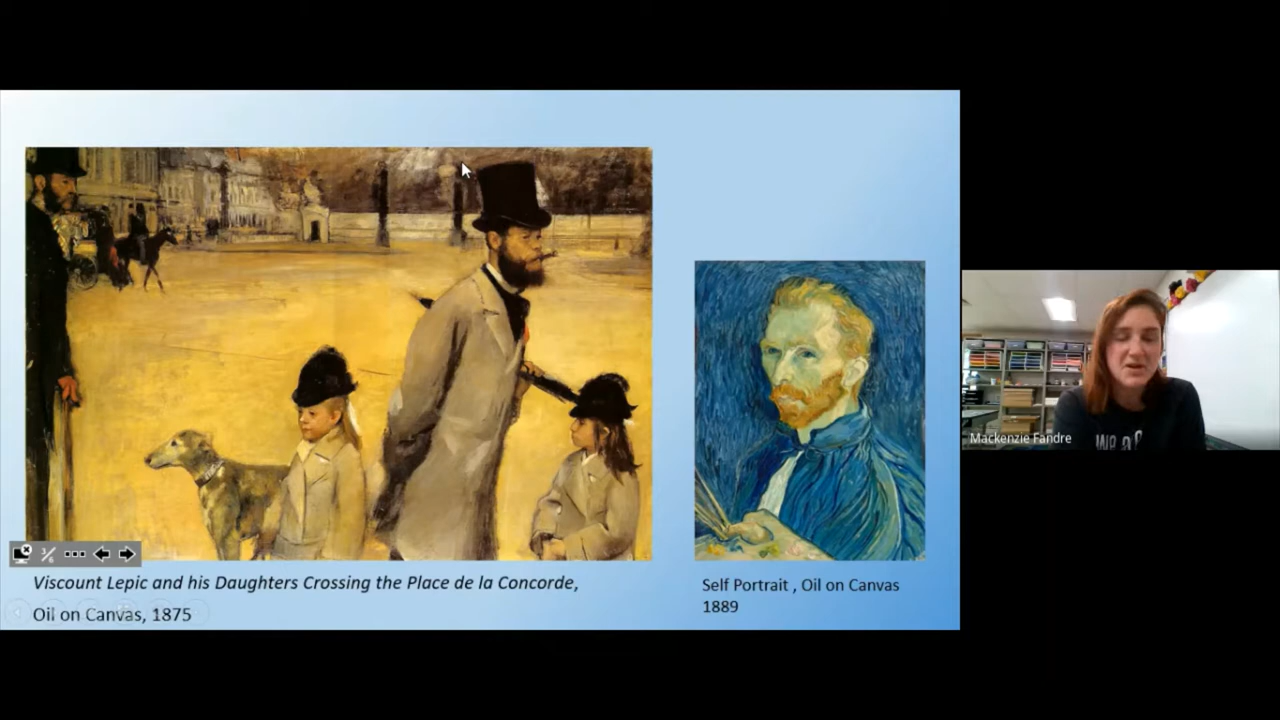 Viscount Lepic and his Daughters Crossing the Place de la Concorde,
Oil on Canvas, 1875
Self Portrait , Oil on Canvas
1889
Mackenzie Fandre
we a